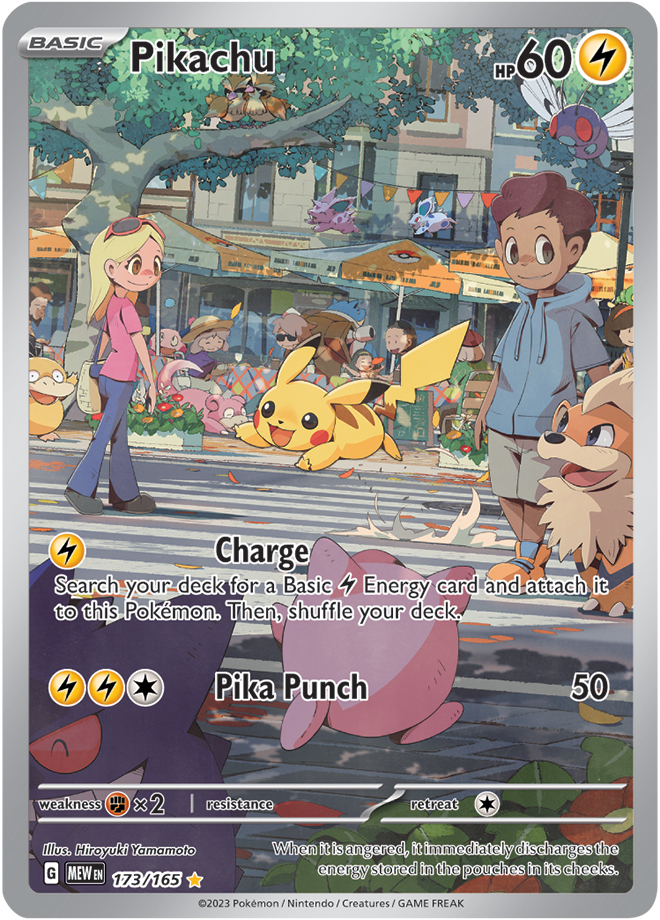 BASIC Pikachu HP60
Charge
Search your deck for a Basic Energy card and attach it
to this Pokémon. Then, shuffle your deck.
Pika Punch 50
weakness ×2 resistance retreat
Illus. Hiroyuki Yamamoto
When it is angered, it immediately discharges the
energy stored in the pouches in its cheeks.
G MEW EN 173/165
©2023 Pokémon / Nintendo / Creatures / GAME FREAK